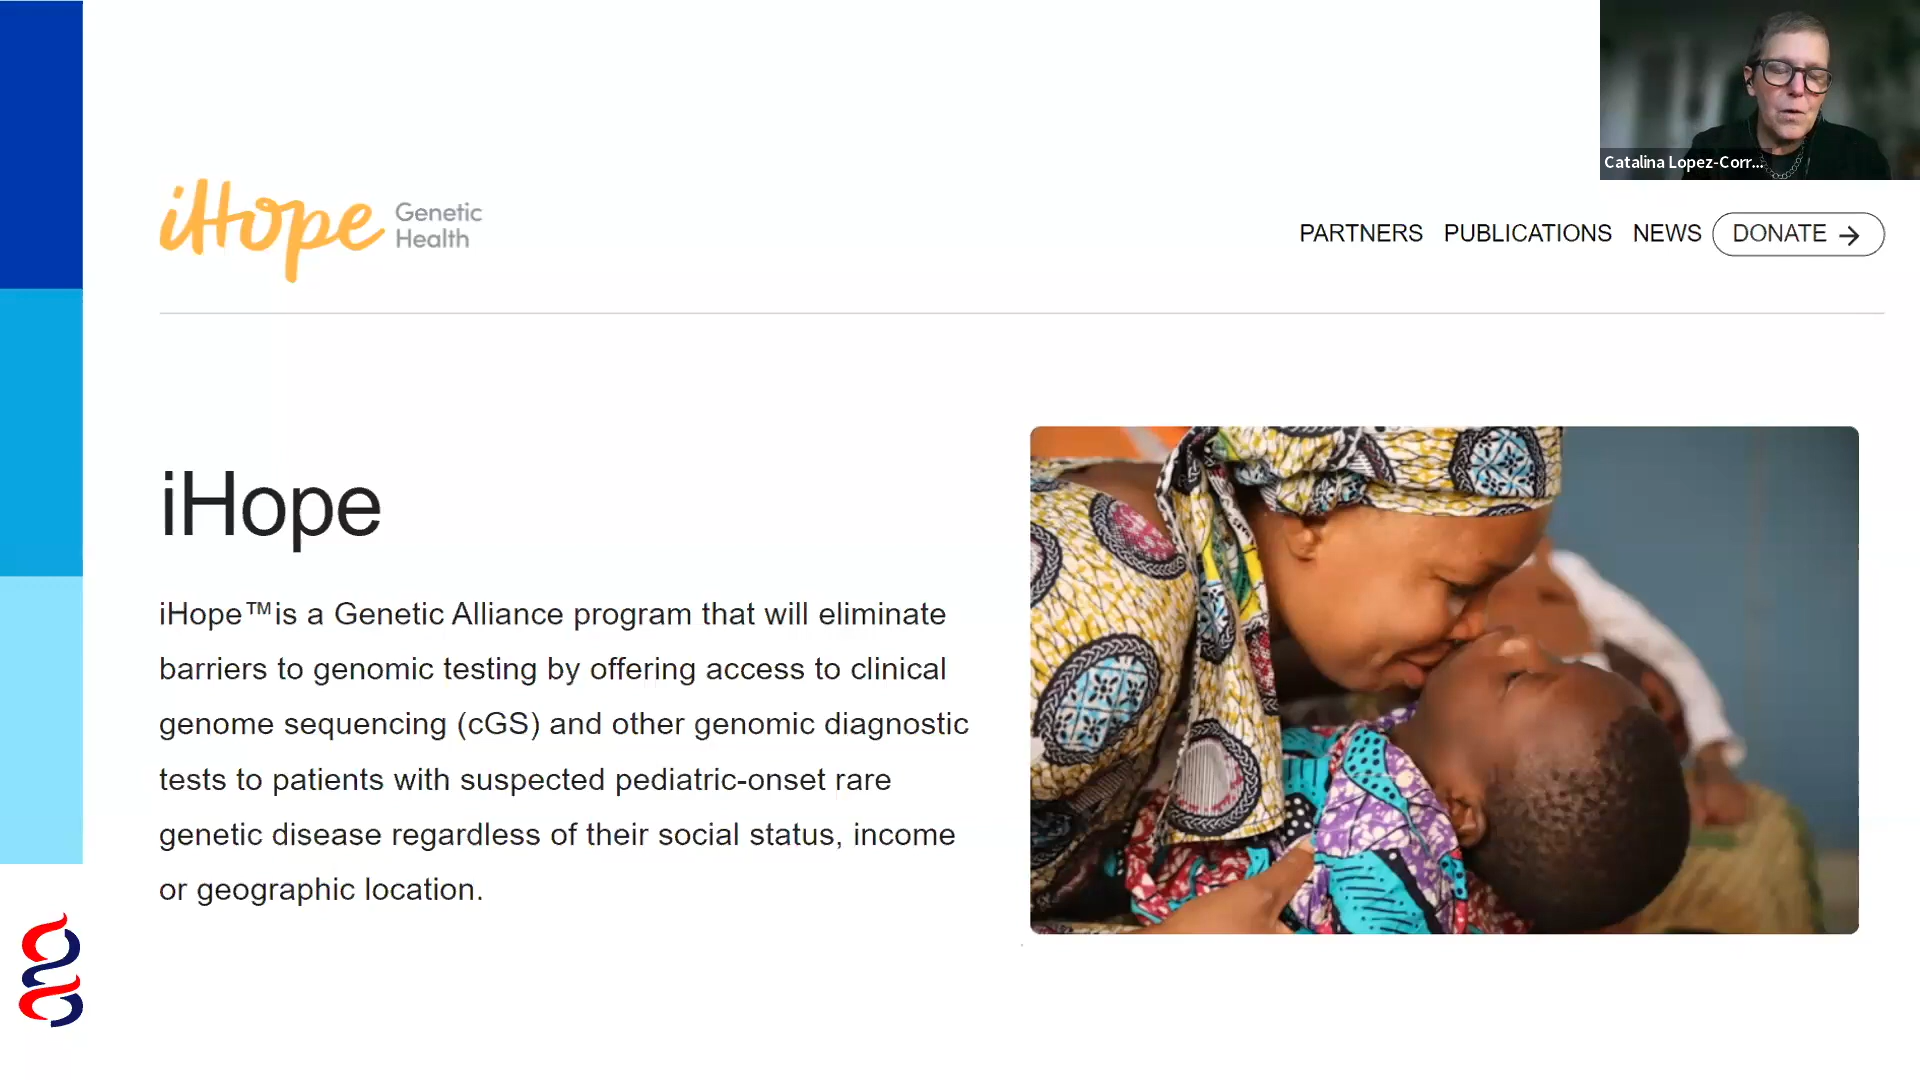 Catalina Lopez-Corr...
iHope Genetic
Health
PARTNERS PUBLICATIONS NEWS DONATE →
iHope
iHope™is a Genetic Alliance program that will eliminate
barriers to genomic testing by offering access to clinical
genome sequencing (cGS) and other genomic diagnostic
tests to patients with suspected pediatric-onset rare
genetic disease regardless of their social status, income
or geographic location.